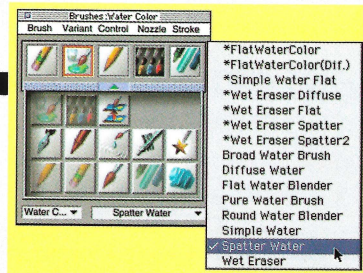 Brushes:Water Color
Brush Variant Control Nozzle Stroke
Water C...
Spatter Water
*FlatWaterColor
*FlatWaterColor(Dif.)
*Simple Water Flat
*Wet Eraser Diffuse
*Wet Eraser Flat
*Wet Eraser Spatter
*Wet Eraser Spatter2
Broad Water Brush
Diffuse Water
Flat Water Blender
Pure Water Brush
Round Water Blender
Simple Water
✓ Spatter Water
Wet Eraser